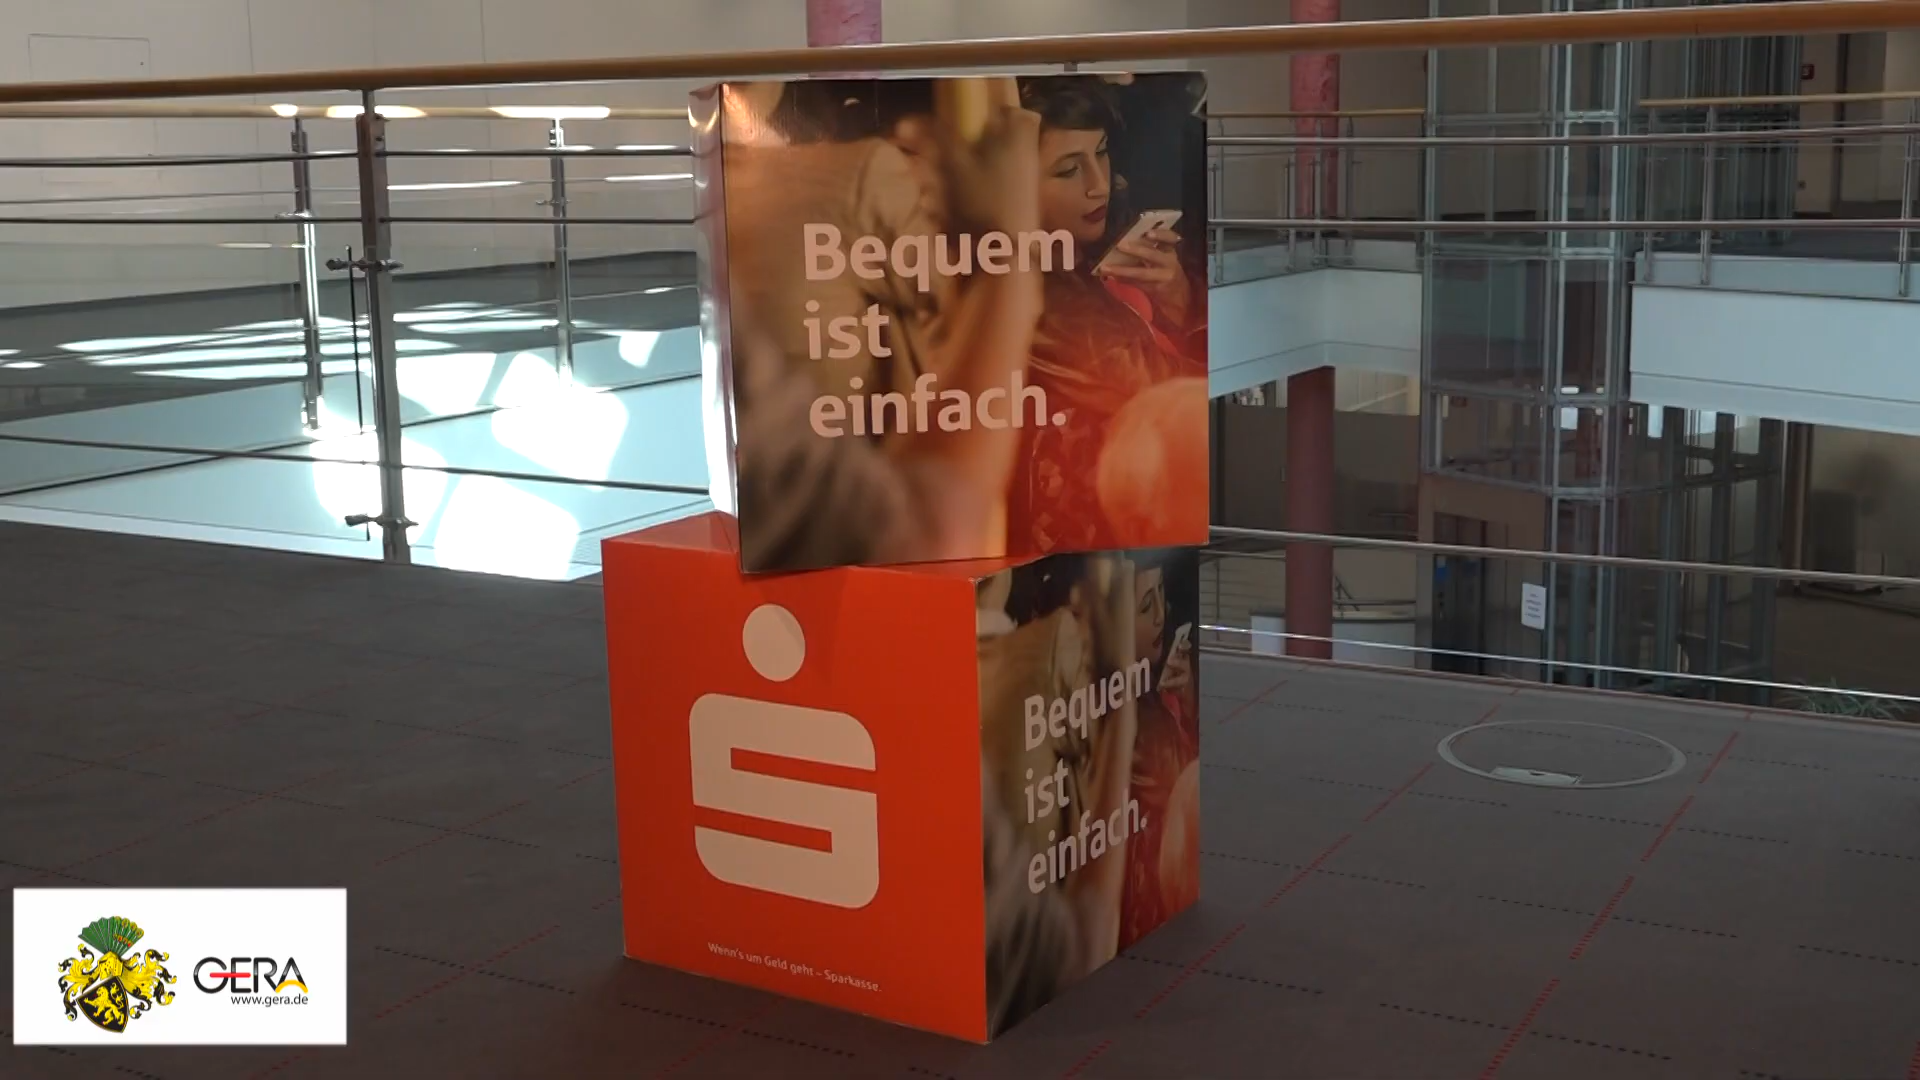 Bequem
ist
einfach.
Bequem
ist
einfach.
Wenn's um Geld geht – Sparkasse.
GERA
www.gera.de